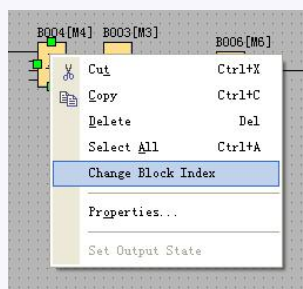 B004[M4] B003[M3]
B006[M6]
Cut Ctrl+X
Copy Ctrl+C
Delete Del
Select All Ctrl+A
Change Block Index
Properties...
Set Output State